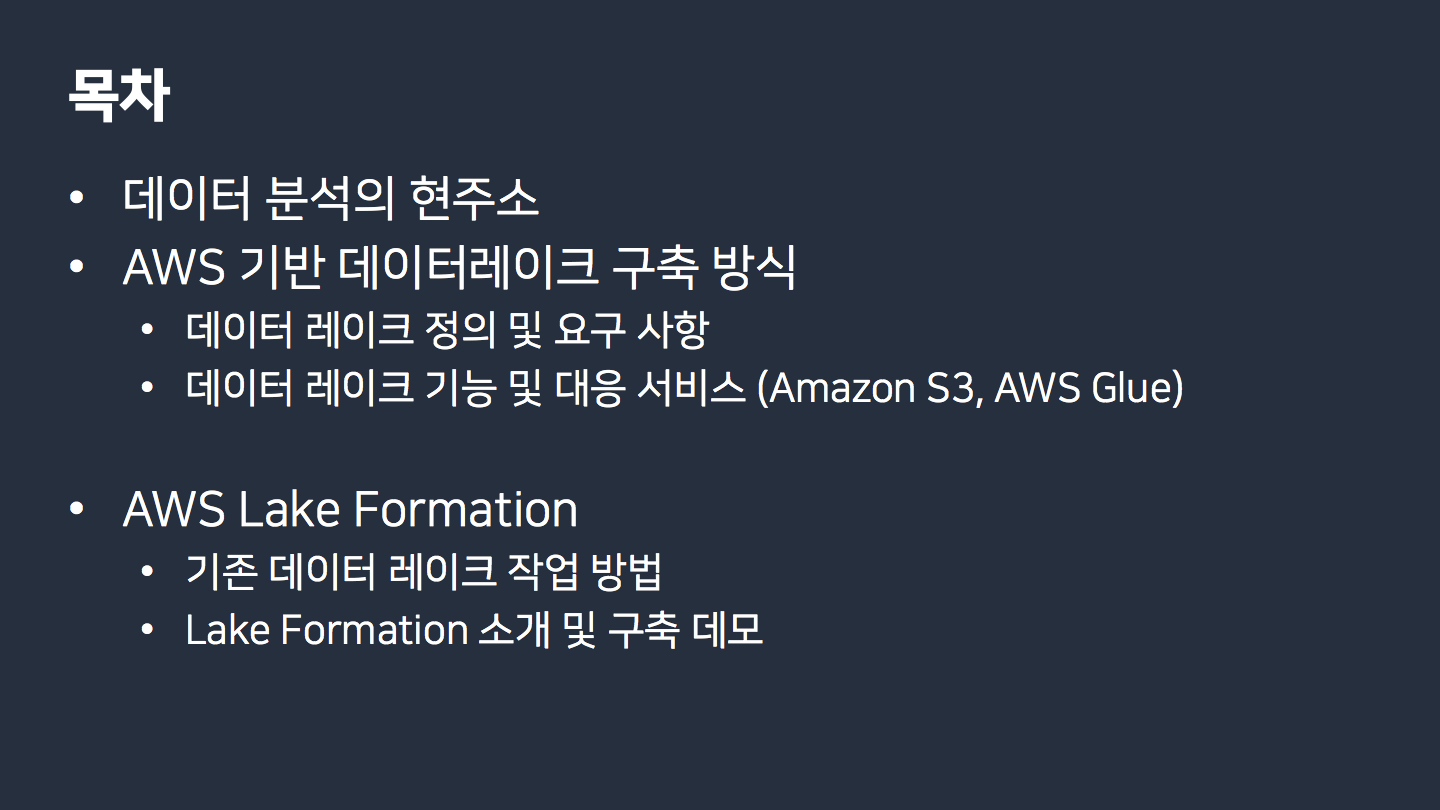 목차
• 데이터 분석의 현주소
• AWS 기반 데이터레이크 구축 방식
• 데이터 레이크 정의 및 요구 사항
• 데이터 레이크 기능 및 대응 서비스 (Amazon S3, AWS Glue)
• AWS Lake Formation
• 기존 데이터 레이크 작업 방법
• Lake Formation 소개 및 구축 데모